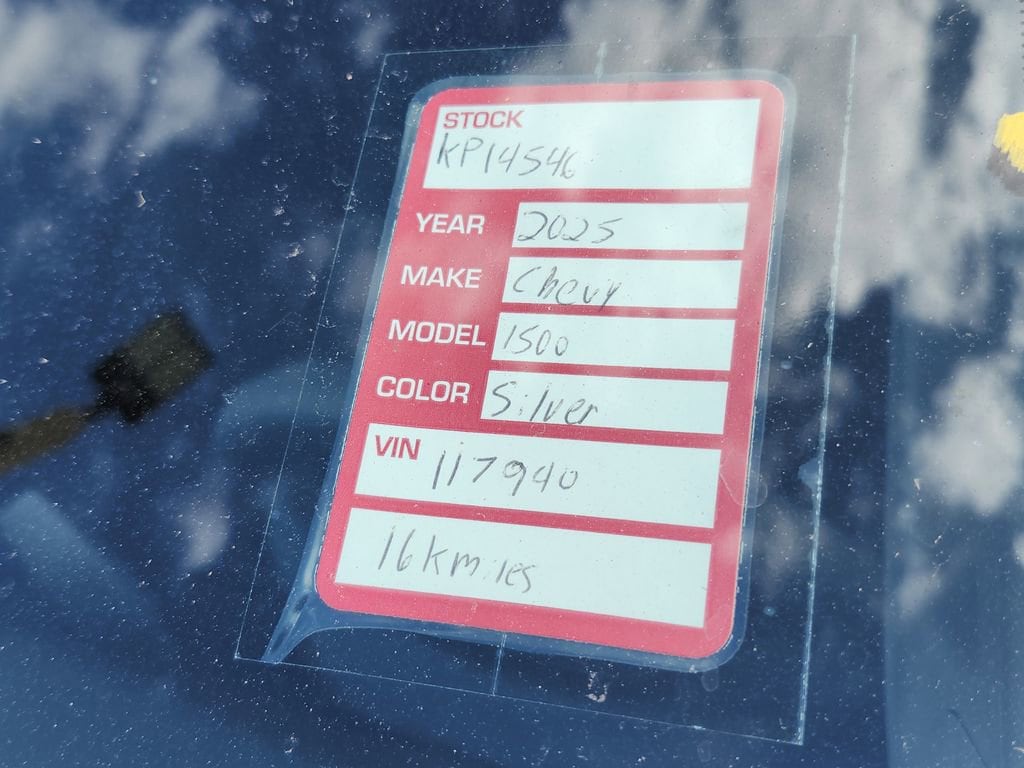 STOCK
KP14546
YEAR 2025
MAKE Chevy
MODEL 1500
COLOR Silver
VIN 117940
16k miles